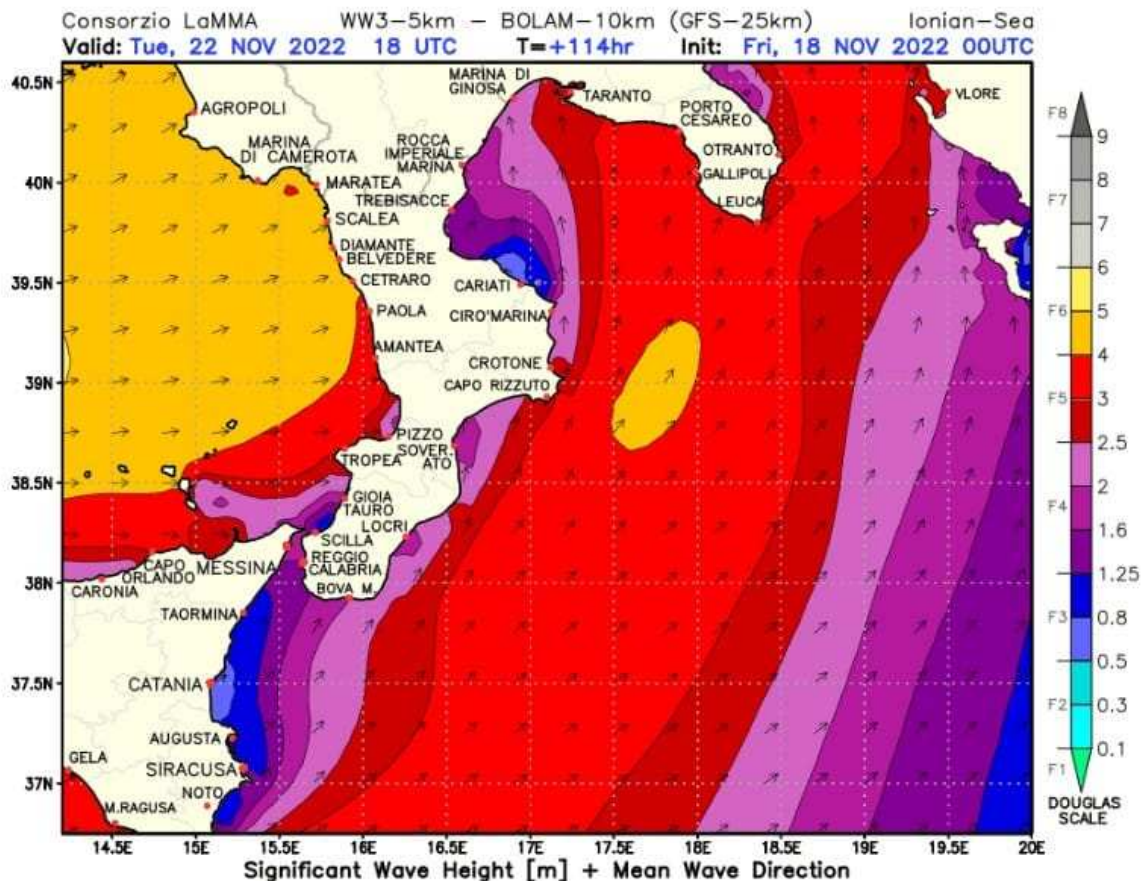 Consorzio LaMMA WW3-5km - BOLAM-10km (GFS-25km) Ionian-Sea
Valid: Tue, 22 NOV 2022 18 UTC T=+114hr Init: Fri, 18 NOV 2022 00UTC
40.5N
40N
39.5N
39N
38.5N
38N
37.5N
37N
AGROPOLI
MARINA
DI CAMEROTA
MARATEA
SCALEA
DIAMANTE
BELVEDERE
CETRARO
PAOLA
AMANTEA
MARINA DI
GINOSA
TARANTO
ROCCA
IMPERIALE
MARINA
TREBISACCE
CARIATI
CIRO'MARINA
CROTONE
CAPO RIZZUTO
PORTO
CESAREO
OTRANTO
GALLIPOLI
LEUCA
VLORE
PIZZO
SOVER.
ATO
TROPEA
GIOIA
TAURO
LOCRI
SCILLA
REGGIO
CALABRIA
BOVA M.
MESSINA
CAPO
ORLANDO
CARONIA
TAORMINA
CATANIA
AUGUSTA
SIRACUSA
NOTO
GELA
M.RAGUSA
14.5E 15E 15.5E 16E 16.5E 17E 17.5E 18E 18.5E 19E 19.5E 20E
Significant Wave Height [m] + Mean Wave Direction
F8
F7
F6
F5
F4
F3
F2
F1
9
8
7
6
5
4
3
2.5
2
1.6
1.25
0.8
0.5
0.3
0.1
DOUGLAS
SCALE